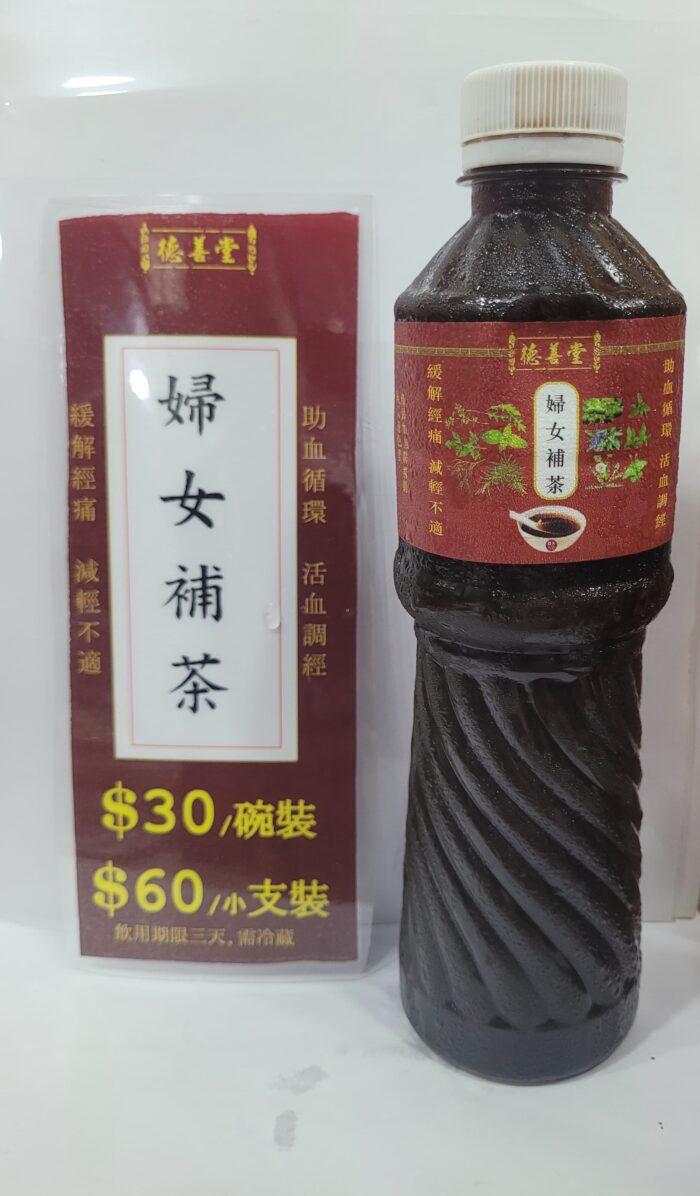 德善堂
婦女補茶
助血循環 活血調經
緩解經痛 減輕不適
$30/碗裝
$60/小支裝
飲用期限三天，需冷藏
德善堂
助血循環 活血調經
婦女補茶
緩解經痛 減輕不適